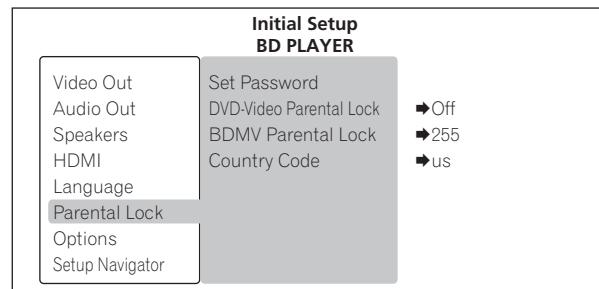 Initial Setup
BD PLAYER
Video Out
Audio Out
Speakers
HDMI
Language
Parental Lock
Options
Setup Navigator
Set Password
DVD-Video Parental Lock ➡Off
BDMV Parental Lock ➡255
Country Code ➡us